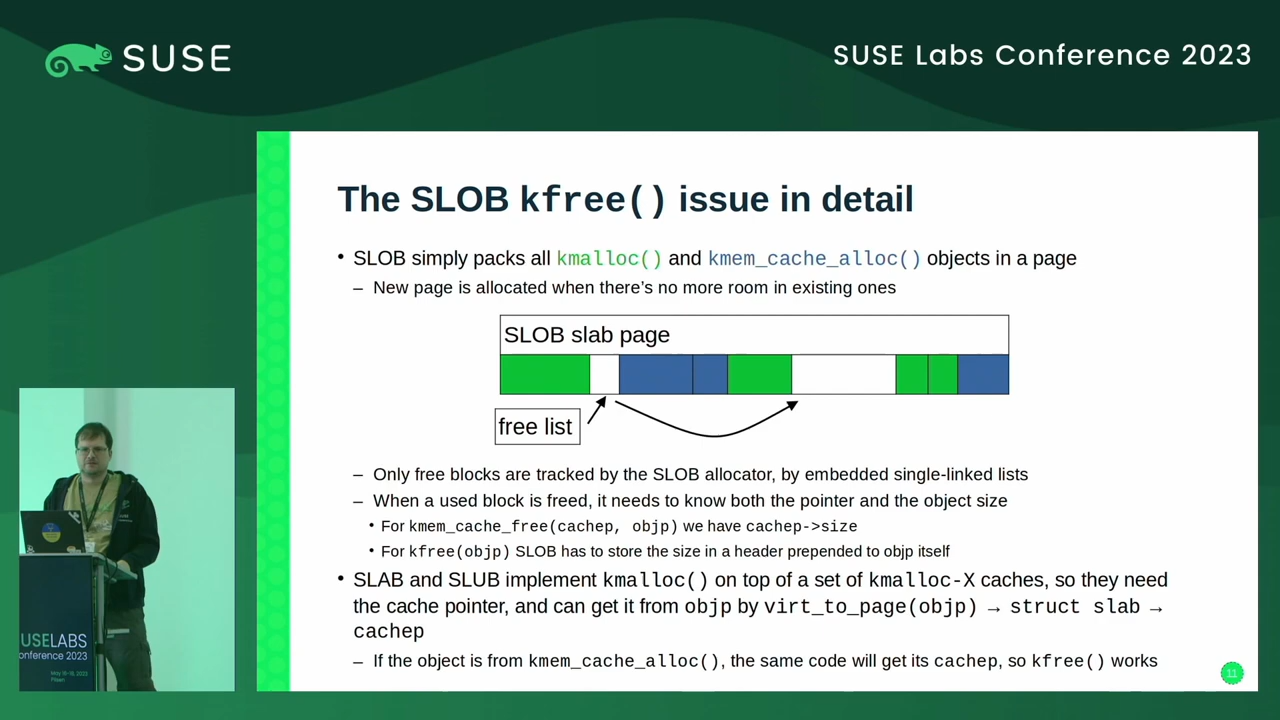 SUSE
SUSE Labs Conference 2023
The SLOB kfree() issue in detail
• SLOB simply packs all kmalloc() and kmem_cache_alloc() objects in a page
– New page is allocated when there's no more room in existing ones
SLOB slab page
free list
– Only free blocks are tracked by the SLOB allocator, by embedded single-linked lists
– When a used block is freed, it needs to know both the pointer and the object size
• For kmem_cache_free(cachep, objp) we have cachep->size
• For kfree(objp) SLOB has to store the size in a header prepended to objp itself
• SLAB and SLUB implement kmalloc() on top of a set of kmalloc-X caches, so they need
the cache pointer, and can get it from objp by virt_to_page(objp) → struct slab →
cachep
– If the object is from kmem_cache_alloc(), the same code will get its cachep, so kfree() works
11
USELABS
onference 2023